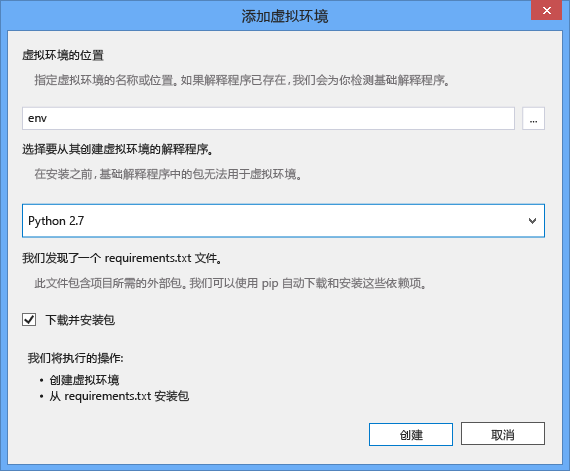 添加虚拟环境
虚拟环境的位置
指定虚拟环境的名称或位置。如果解释程序已存在,我们会为你检测基础解释程序。
env
...
选择要从其创建虚拟环境的解释程序。
在安装之前,基础解释程序中的包无法用于虚拟环境。
Python 2.7
我们发现了一个 requirements.txt 文件。
此文件包含项目所需的外部包。我们可以使用 pip 自动下载和安装这些依赖项。
下载并安装包
我们将执行的操作:
• 创建虚拟环境
• 从 requirements.txt 安装包
创建
取消